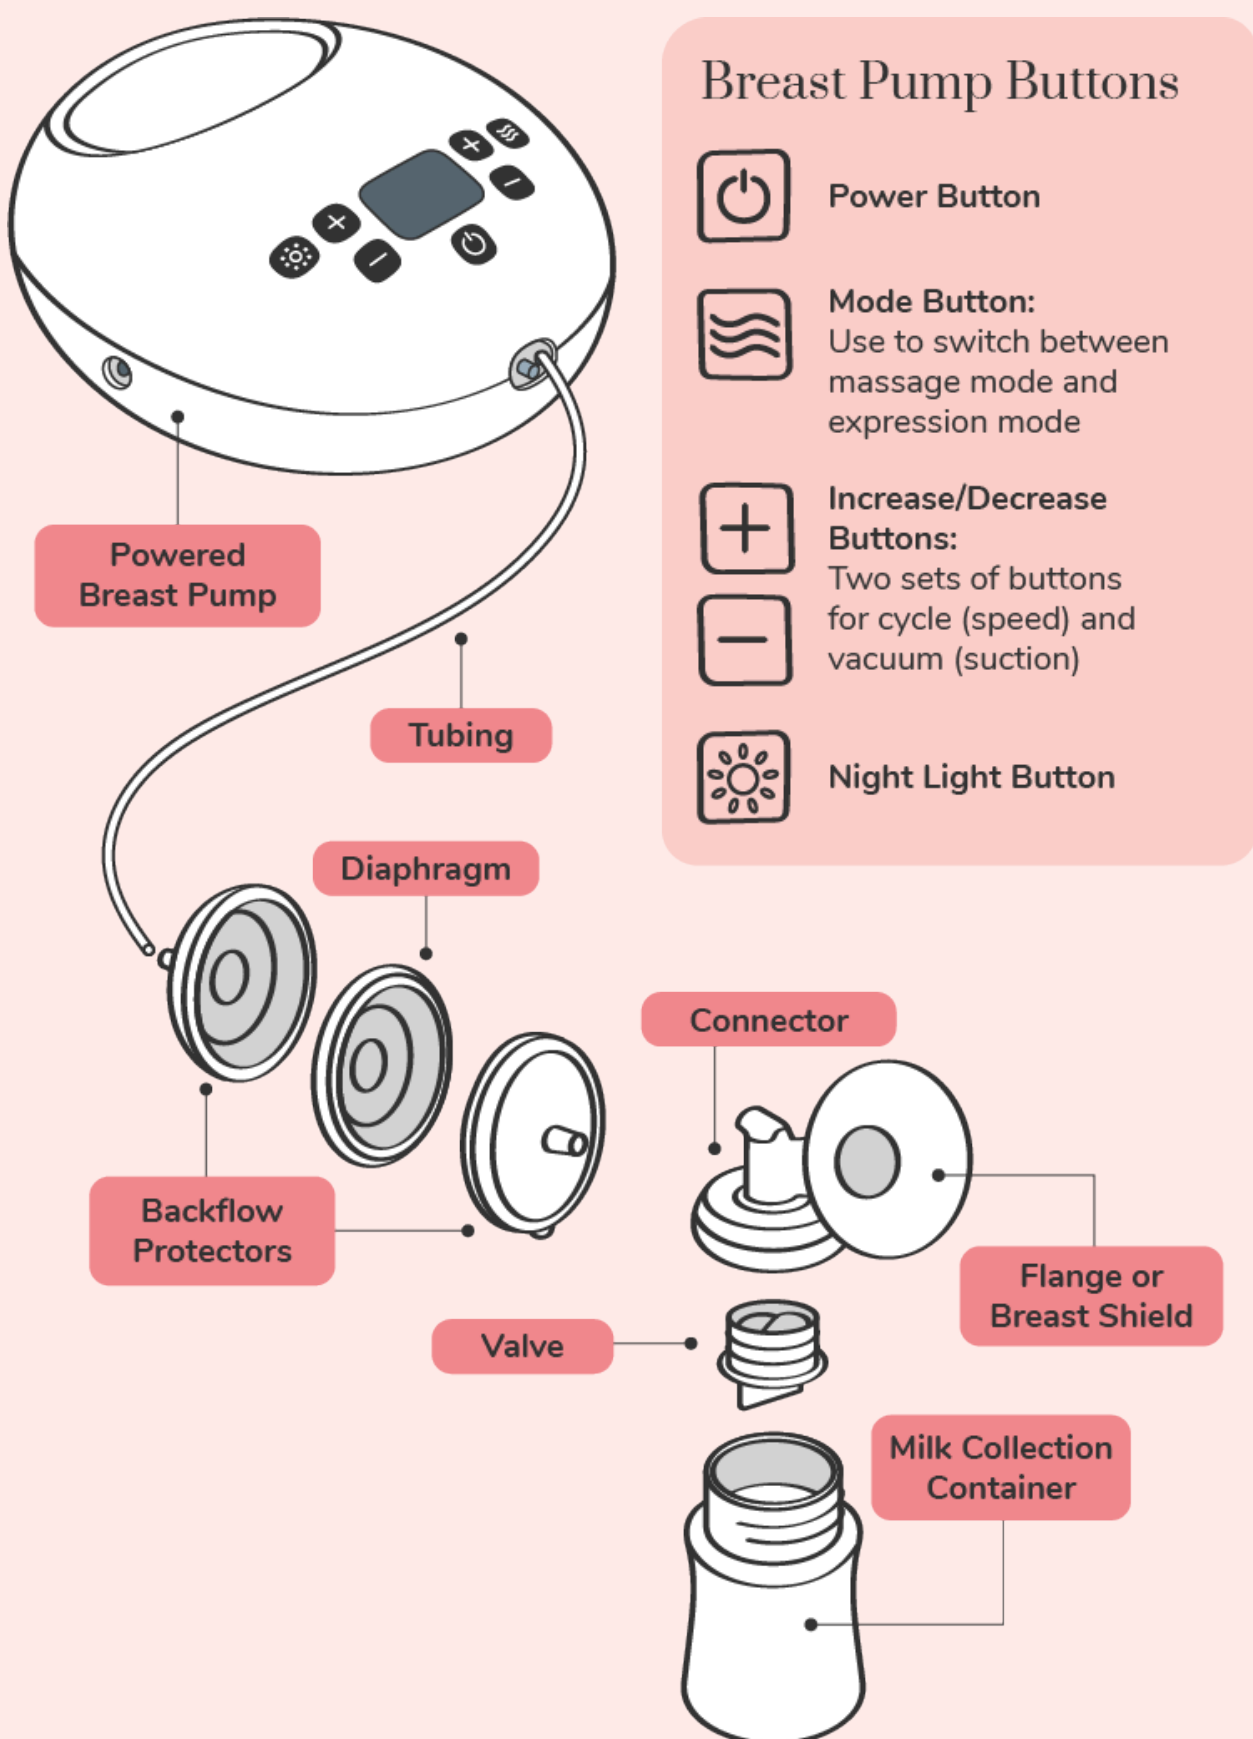 Breast Pump Buttons
Power Button
Mode Button:
Use to switch between
massage mode and
expression mode
Increase/Decrease
Buttons:
Two sets of buttons
for cycle (speed) and
vacuum (suction)
Night Light Button
Powered
Breast Pump
Tubing
Diaphragm
Connector
Backflow
Protectors
Flange or
Breast Shield
Valve
Milk Collection
Container